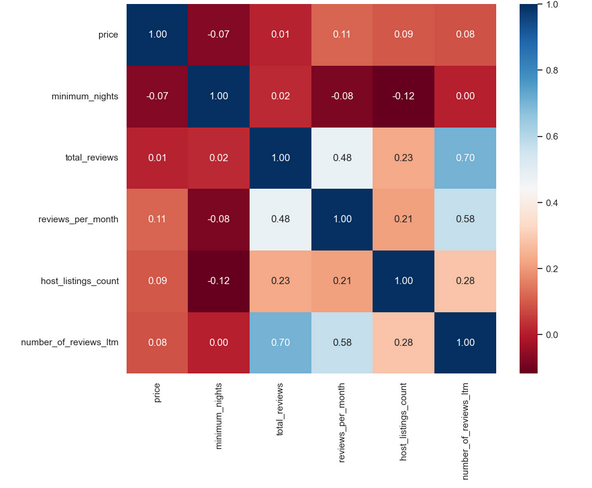 price 1.00 -0.07 0.01 0.11 0.09 0.08
minimum_nights -0.07 1.00 0.02 -0.08 -0.12 0.00
total_reviews 0.01 0.02 1.00 0.48 0.23 0.70
reviews_per_month 0.11 -0.08 0.48 1.00 0.21 0.58
host_listings_count 0.09 -0.12 0.23 0.21 1.00 0.28
number_of_reviews_ltm 0.08 0.00 0.70 0.58 0.28 1.00
price
minimum_nights
total_reviews
reviews_per_month
host_listings_count
number_of_reviews_ltm
1.0
0.8
0.6
0.4
0.2
0.0